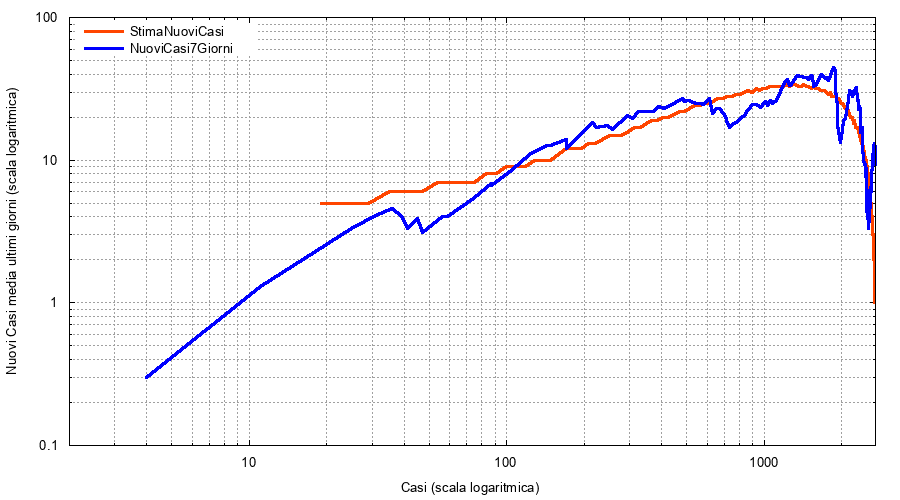 100
StimaNuoviCasi
NuoviCasi7Giorni
10
1
0.1
Nuovi Casi media ultimi giorni (scala logaritmica)
10
100
1000
Casi (scala logaritmica)